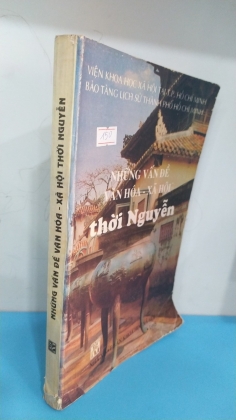 VIỆN KHOA HỌC XÃ HỘI TẠI T.P. HỒ CHÍ MINH
BẢO TÀNG LỊCH SỬ THÀNH PHỐ HỒ CHÍ MINH
NHỮNG VẤN ĐỀ
VĂN HÓA - XÃ HỘI
thời Nguyễn
NHỮNG VẤN ĐỀ VĂN HÓA - XÃ HỘI THỜI NGUYỄN